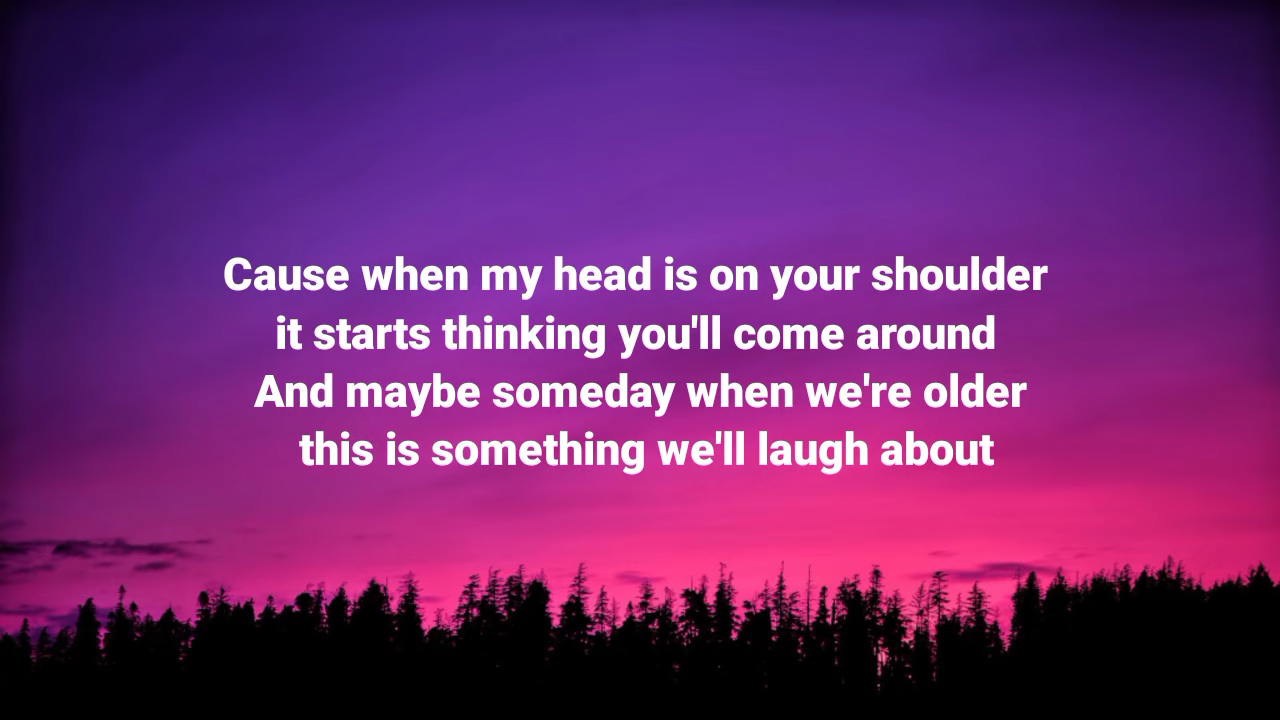 Cause when my head is on your shoulder
it starts thinking you'll come around
And maybe someday when we're older
this is something we'll laugh about